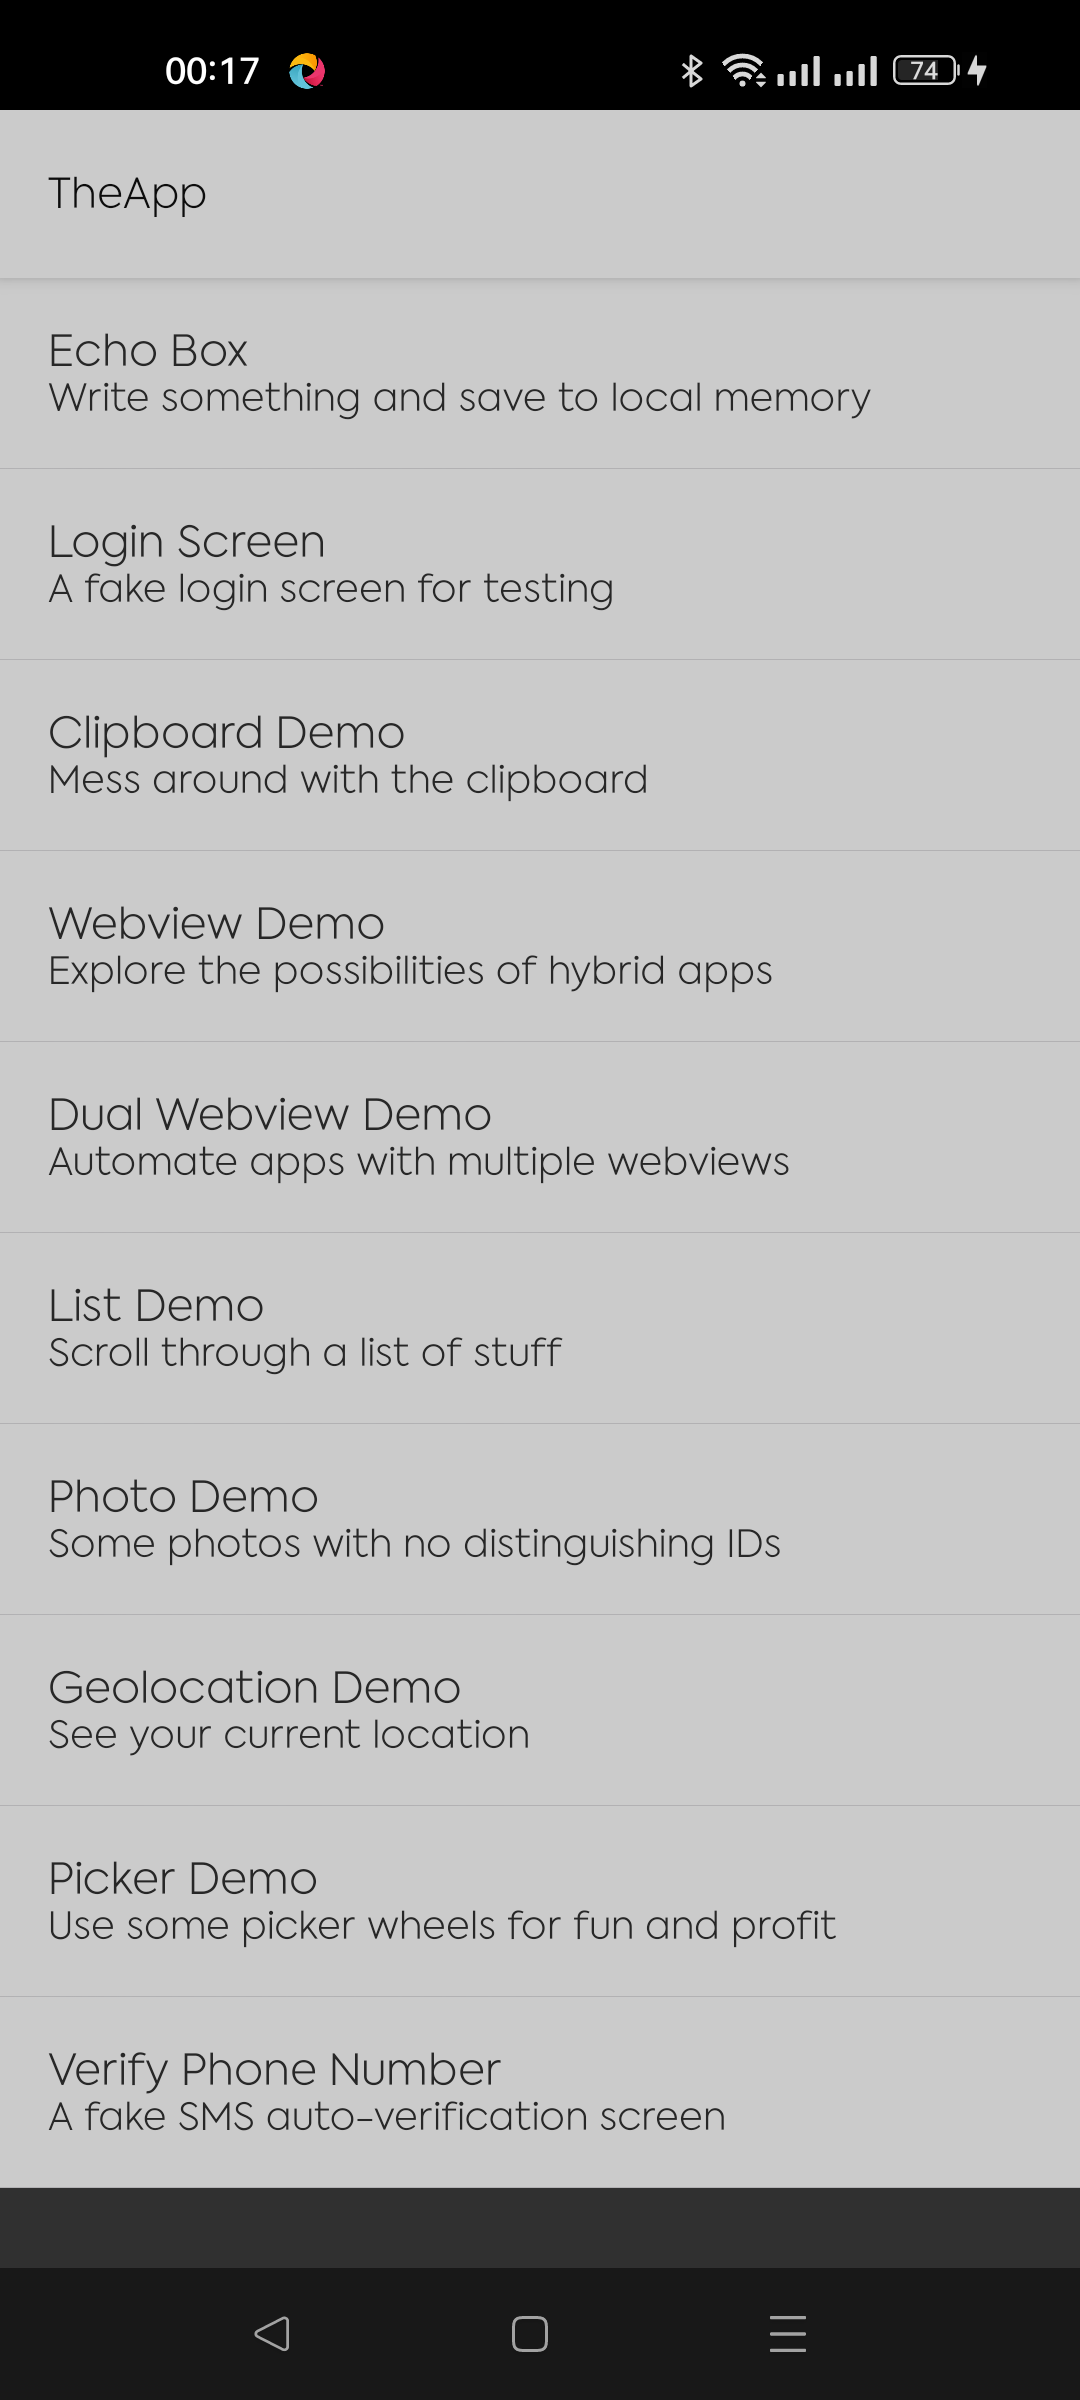 00:17
74
TheApp
Echo Box
Write something and save to local memory
Login Screen
A fake login screen for testing
Clipboard Demo
Mess around with the clipboard
Webview Demo
Explore the possibilities of hybrid apps
Dual Webview Demo
Automate apps with multiple webviews
List Demo
Scroll through a list of stuff
Photo Demo
Some photos with no distinguishing IDs
Geolocation Demo
See your current location
Picker Demo
Use some picker wheels for fun and profit
Verify Phone Number
A fake SMS auto-verification screen